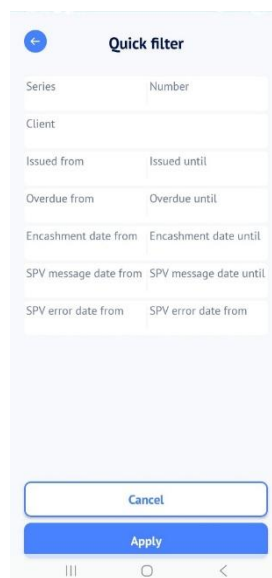 Quick filter
Series Number
Client
Issued from Issued until
Overdue from Overdue until
Encashment date from Encashment date until
SPV message date from SPV message date until
SPV error date from SPV error date from
Cancel
Apply